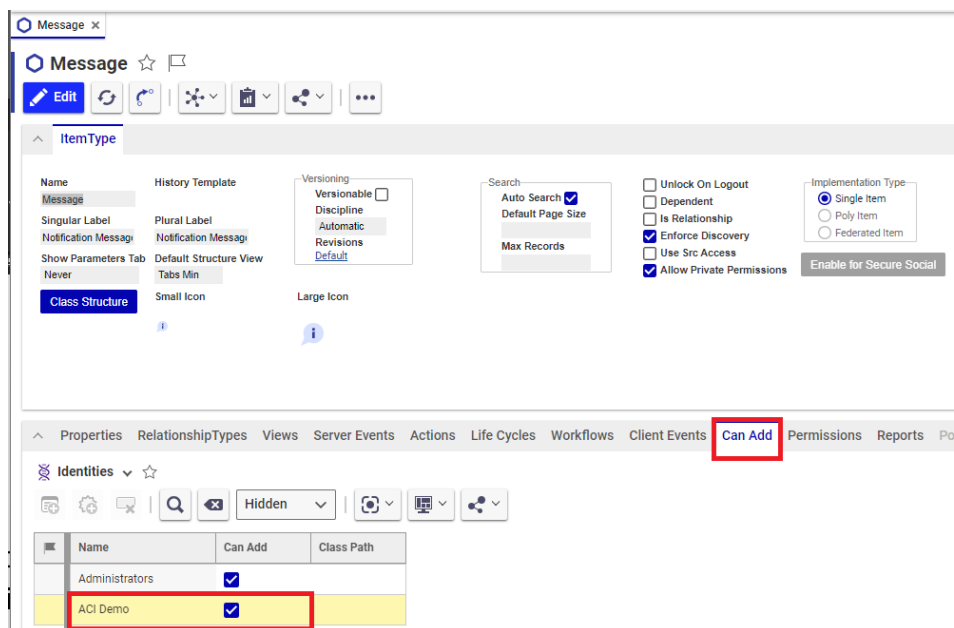 Message ×
Message
Edit
ItemType
Name
History Template
Versioning
Versionable
Search
Auto Search
Unlock On Logout
Implementation Type
Message
Discipline
Default Page Size
Dependent
Single Item
Singular Label
Plural Label
Automatic
Is Relationship
Poly Item
Notification Messag
Notification Messag
Revisions
Max Records
Enforce Discovery
Federated Item
Show Parameters Tab
Default Structure View
Default
Use Src Access
Never
Tabs Min
Allow Private Permissions
Enable for Secure Social
Class Structure
Small Icon
Large Icon
Properties RelationshipTypes Views Server Events Actions Life Cycles Workflows Client Events Can Add Permissions Reports Po
Identities
Hidden
Name Can Add Class Path
Administrators
ACI Demo